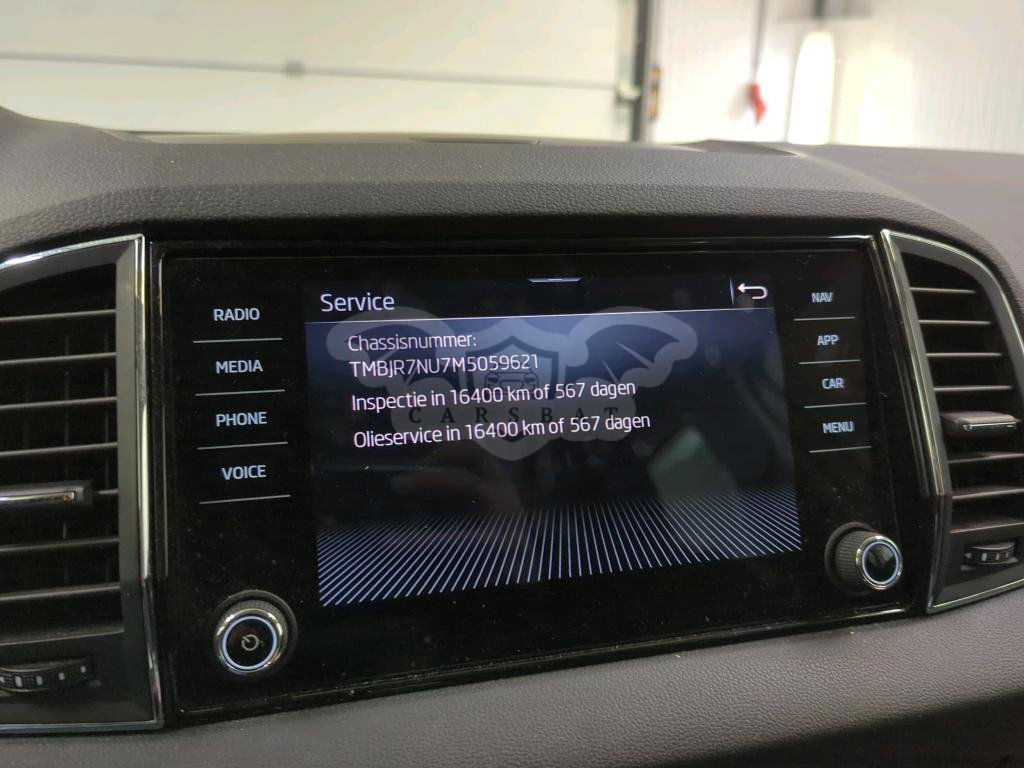 Service
Chassisnummer:
TMBJR7NU7M5059621
Inspectie in 16400 km of 567 dagen
Olieservice in 16400 km of 567 dagen
CARSBAT
RADIO
MEDIA
PHONE
VOICE
NAV
APP
CAR
MENU